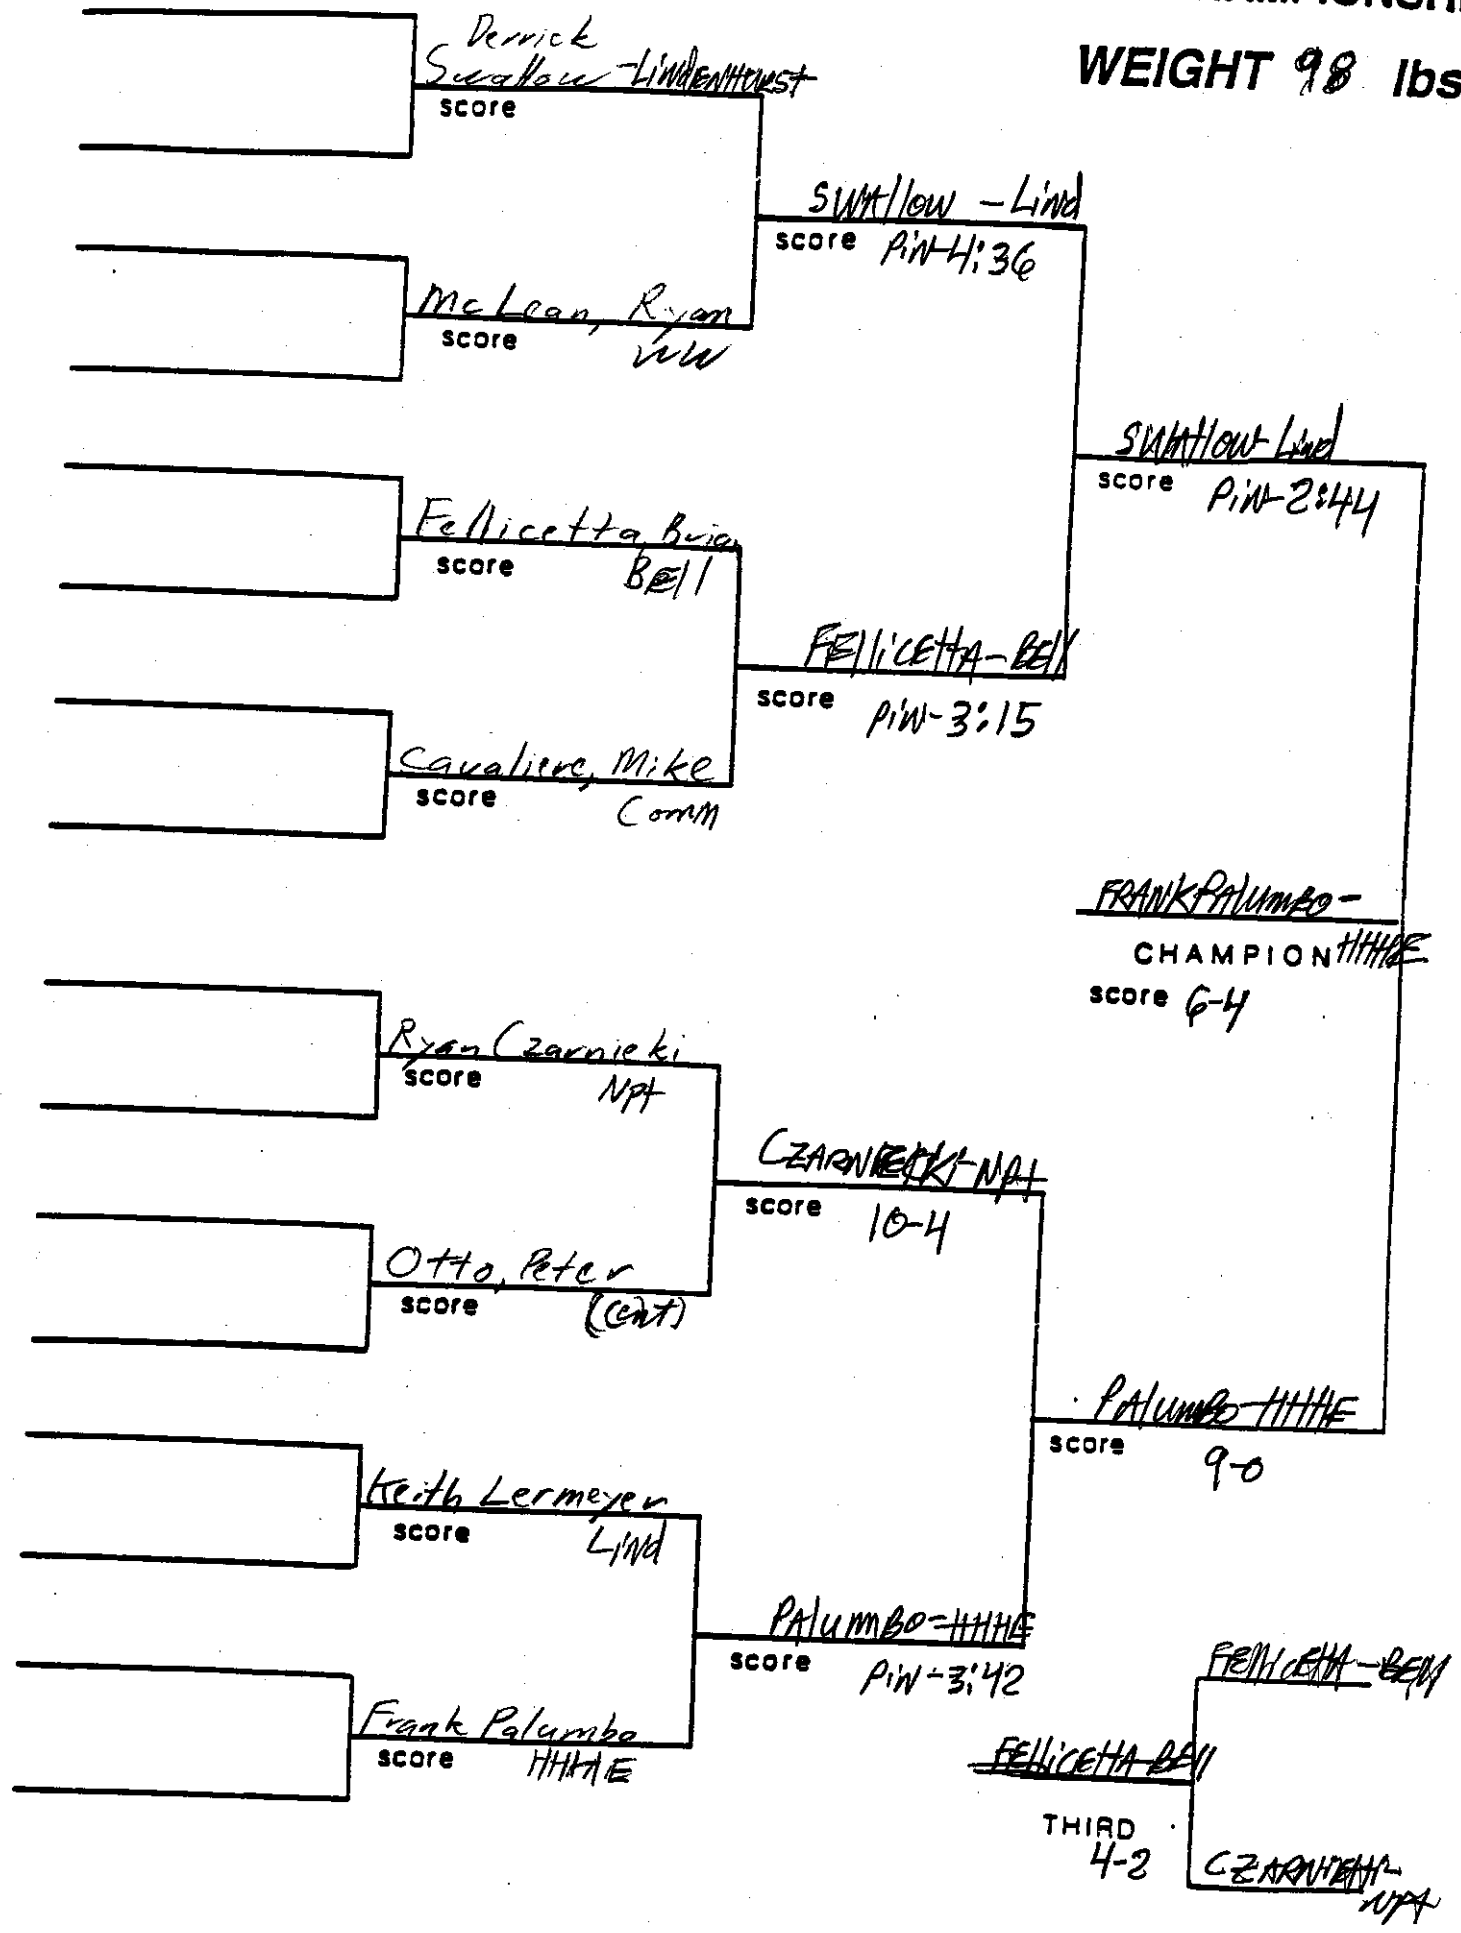 WEIGHT 98 lbs
Derrick
Swallow-LINDENHURST
score
SWAllow - Lind
score Pin-4:36
McLean, Ryan
score WW
SWAllow-Lind
score Pin-2:44
Fellicetta, Brian
score BEll
FEllicEttA-BEll
score Pin-3:15
Cavaliere, Mike
score Comm
FRANK PAlumBO-
CHAMPION HHHE
score 6-4
Ryan Czarnieki
score NPt
score 10-4
Otto, Peter
score (Cent)
PAlumBo-HHHE
score 9-0
Keith Lermeyer
score Lind
PAlumBO-HHHE
score Pin-3:42
Frank Palumbo
score HHHE
FEllicEttA-BEll
FEllicEttA-BEll
THIRD
4-2
NPt